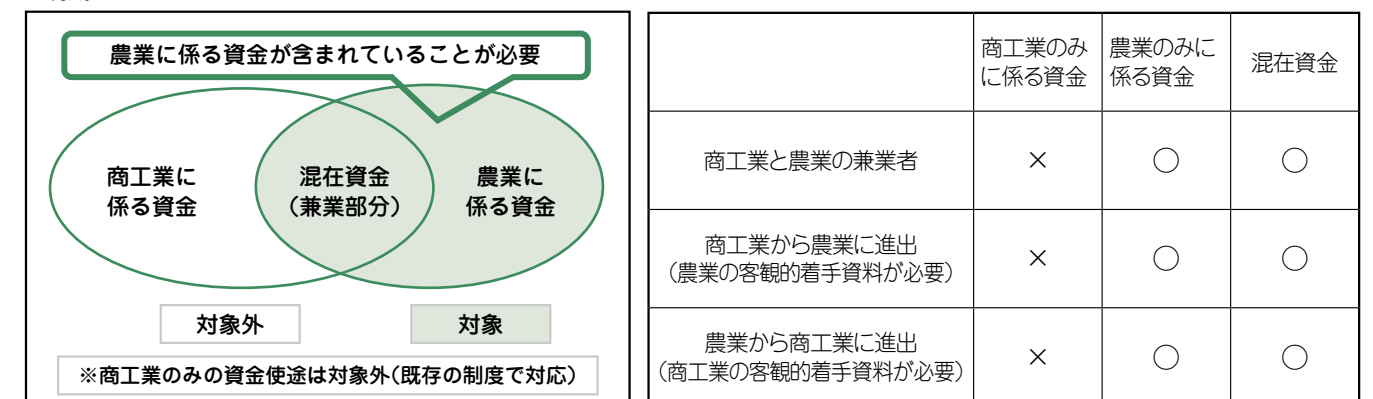 農業に係る資金が含まれていることが必要
商工業に
係る資金
混在資金
（兼業部分）
農業に
係る資金
対象外
対象
※商工業のみの資金使途は対象外（既存の制度で対応）
商工業のみ
に係る資金
農業のみに
係る資金
混在資金
商工業と農業の兼業者
×
○
○
商工業から農業に進出
（農業の客観的着手資料が必要）
×
○
○
農業から商工業に進出
（商工業の客観的着手資料が必要）
×
○
○